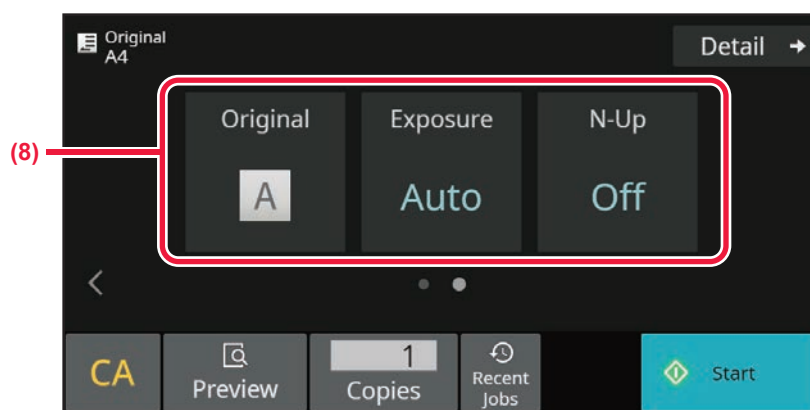 Original
A4
Detail
(8)
Original Exposure N-Up
A Auto Off
CA Preview 1 Copies Recent Jobs Start